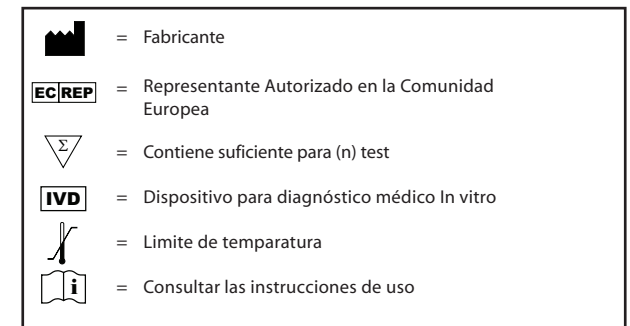 = Fabricante
EC REP = Representante Autorizado en la Comunidad
Europea
Σ = Contiene suficiente para (n) test
IVD = Dispositivo para diagnóstico médico In vitro
= Limite de temparatura
i = Consultar las instrucciones de uso